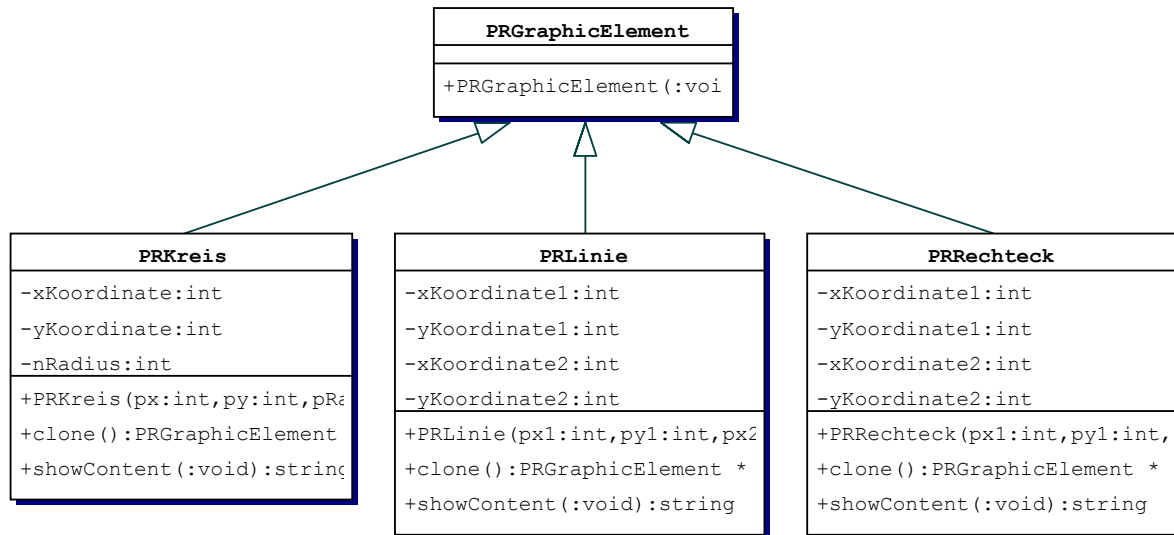 PRGraphicElement
+PRGraphicElement(:voi
PRKreis
-xKoordinate:int
-yKoordinate:int
-nRadius:int
+PRKreis(px:int,py:int,pRa
+clone():PRGraphicElement
+showContent(:void):string
PRLinie
-xKoordinate1:int
-yKoordinate1:int
-xKoordinate2:int
-yKoordinate2:int
+PRLinie(px1:int,py1:int,px2
+clone():PRGraphicElement *
+showContent(:void):string
PRRechteck
-xKoordinate1:int
-yKoordinate1:int
-xKoordinate2:int
-yKoordinate2:int
+PRRechteck(px1:int,py1:int,
+clone():PRGraphicElement *
+showContent(:void):string